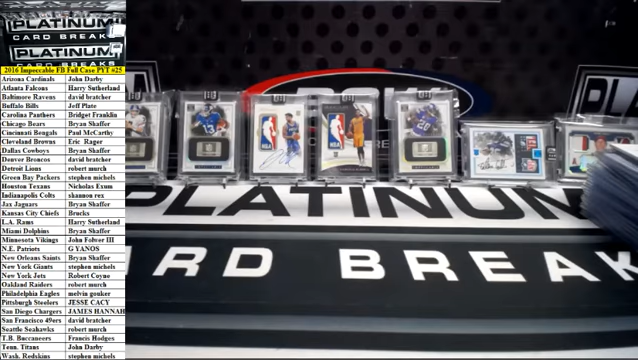 PLATINUM
CARD BREAKS
PLATINUM
CARD BREAKS
2016 Impeccable FB Full Case PYT #25
Arizona Cardinals John Darby
Atlanta Falcons Harry Sutherland
Baltimore Ravens david bratcher
Buffalo Bills Jeff Plate
Carolina Panthers Bridget Franklin
Chicago Bears Bryan Shaffer
Cincinnati Bengals Paul McCarthy
Cleveland Browns Eric Rager
Dallas Cowboys Bryan Shaffer
Denver Broncos david bratcher
Detroit Lions robert murch
Green Bay Packers stephen michels
Houston Texans Nicholas Exum
Indianapolis Colts shannon rex
Jax Jaguars Bryan Shaffer
Kansas City Chiefs Brucks
L.A. Rams Harry Sutherland
Miami Dolphins Bryan Shaffer
Minnesota Vikings John Folver III
N.E. Patriots G YANOS
New Orleans Saints Bryan Shaffer
New York Giants stephen michels
New York Jets Robert Coyne
Oakland Raiders robert murch
Philadelphia Eagles melvin gouker
Pittsburgh Steelers JESSE CACY
San Diego Chargers JAMES HANNAH
San Francisco 49ers david bratcher
Seattle Seahawks robert murch
T.B. Buccaneers Francis Hodges
Tenn. Titans John Darby
Wash. Redskins stephen michels
13
NBA
NBA
28
PLATINUM
CARD BREAK